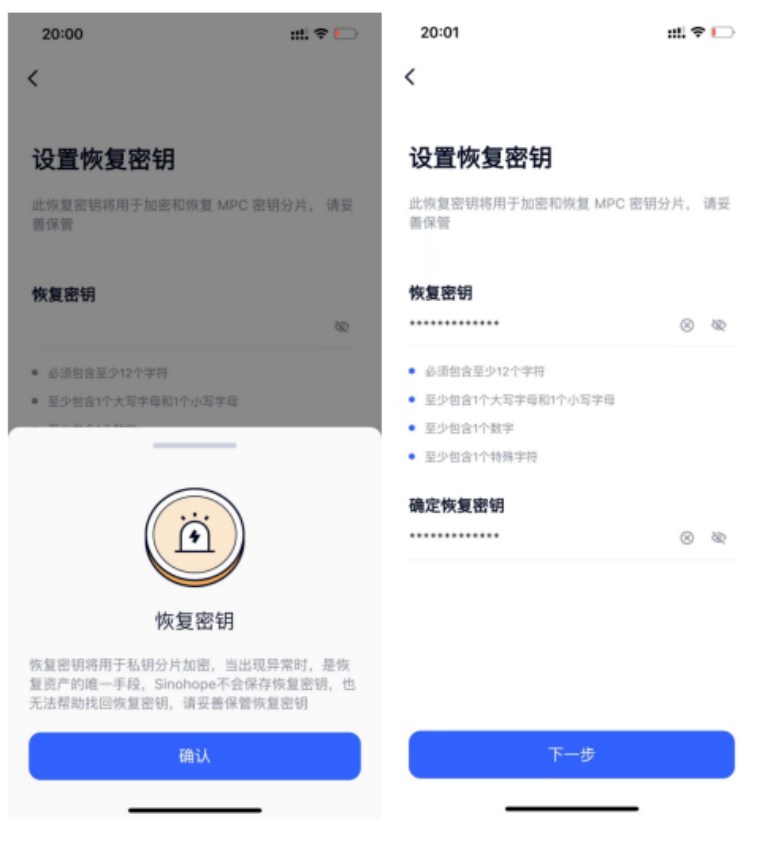 20:00
设置恢复密钥
此恢复密钥将用于加密和恢复 MPC 密钥分片， 请妥
善保管
恢复密钥
必须包含至少12个字符
至少包含1个大写字母和1个小写字母
恢复密钥
恢复密钥将用于私钥分片加密，当出现异常时，是恢
复资产的唯一手段，Sinohope不会保存恢复密钥，也
无法帮助找回恢复密钥，请妥善保管恢复密钥
确认
20:01
设置恢复密钥
此恢复密钥将用于加密和恢复 MPC 密钥分片， 请妥
善保管
恢复密钥
*************
必须包含至少12个字符
至少包含1个大写字母和1个小写字母
至少包含1个数字
至少包含1个特殊字符
确定恢复密钥
*************
下一步